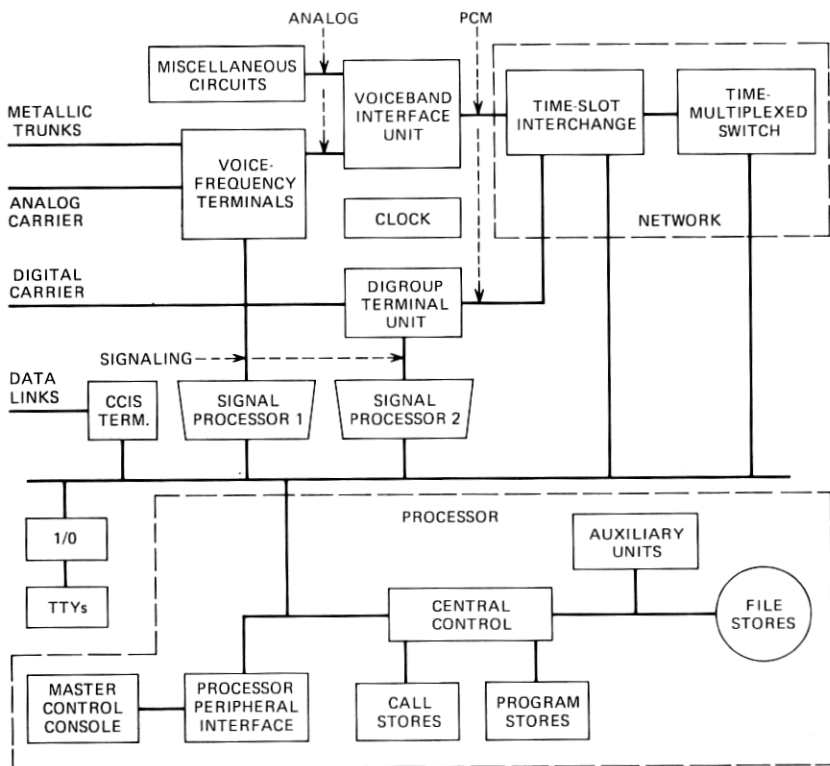 ANALOG
PCM
MISCELLANEOUS
CIRCUITS
VOICEBAND
INTERFACE
UNIT
TIME-SLOT
INTERCHANGE
TIME-
MULTIPLEXED
SWITCH
METALLIC
TRUNKS
VOICE-
FREQUENCY
TERMINALS
ANALOG
CARRIER
CLOCK
NETWORK
DIGITAL
CARRIER
DIGROUP
TERMINAL
UNIT
SIGNALING
DATA
LINKS
CCIS
TERM.
SIGNAL
PROCESSOR 1
SIGNAL
PROCESSOR 2
PROCESSOR
1/0
AUXILIARY
UNITS
TTYs
CENTRAL
CONTROL
FILE
STORES
MASTER
CONTROL
CONSOLE
PROCESSOR
PERIPHERAL
INTERFACE
CALL
STORES
PROGRAM
STORES